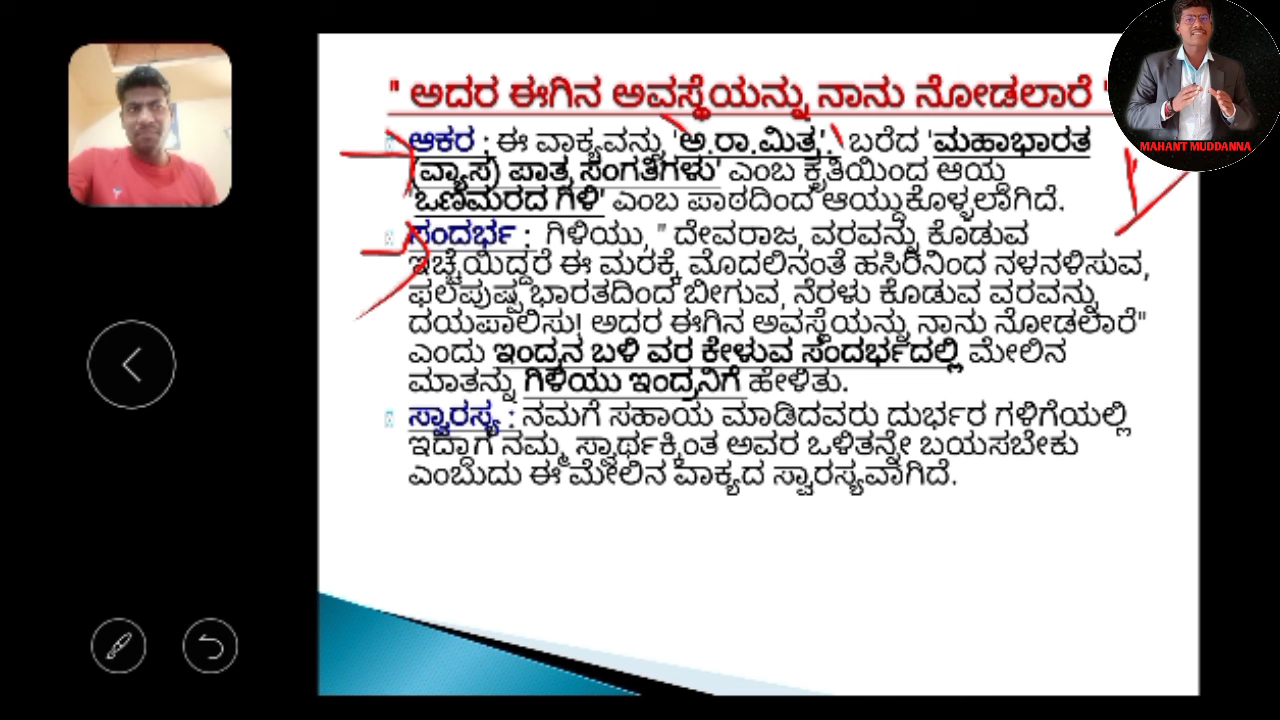 " ಅದರ ಈಗಿನ ಅವಸ್ಥೆಯನ್ನು ನಾನು ನೋಡಲಾರೆ "
MAHANT MUDDANNA
ಆಕರ : ಈ ವಾಕ್ಯವನ್ನು 'ಅ.ರಾ.ಮಿತ್ರ'. ಬರೆದ 'ಮಹಾಭಾರತ
(ವ್ಯಾಸ) ಪಾತ್ರ ಸಂಗತಿಗಳು' ಎಂಬ ಕೃತಿಯಿಂದ ಆಯ್ದ
'ಒಣಮರದ ಗಿಳಿ' ಎಂಬ ಪಾಠದಿಂದ ಆಯ್ದುಕೊಳ್ಳಲಾಗಿದೆ.
ಸಂದರ್ಭ : ಗಿಳಿಯು, " ದೇವರಾಜ, ವರವನ್ನು ಕೊಡುವ
ಇಚ್ಛೆಯಿದ್ದರೆ ಈ ಮರಕ್ಕೆ ಮೊದಲಿನಂತೆ ಹಸಿರಿನಿಂದ ನಳನಳಿಸುವ,
ಫಲಪುಷ್ಪ ಭಾರತದಿಂದ ಬೀಗುವ, ನೆರಳು ಕೊಡುವ ವರವನ್ನು
ದಯಪಾಲಿಸು! ಅದರ ಈಗಿನ ಅವಸ್ಥೆಯನ್ನು ನಾನು ನೋಡಲಾರೆ"
ಎಂದು ಇಂದ್ರನ ಬಳಿ ವರ ಕೇಳುವ ಸಂದರ್ಭದಲ್ಲಿ ಮೇಲಿನ
ಮಾತನ್ನು ಗಿಳಿಯು ಇಂದ್ರನಿಗೆ ಹೇಳಿತು.
ಸ್ವಾರಸ್ಯ : ನಮಗೆ ಸಹಾಯ ಮಾಡಿದವರು ದುರ್ಭರ ಗಳಿಗೆಯಲ್ಲಿ
ಇದ್ದಾಗ ನಮ್ಮ ಸ್ವಾರ್ಥಕ್ಕಿಂತ ಅವರ ಒಳಿತನ್ನೇ ಬಯಸಬೇಕು
ಎಂಬುದು ಈ ಮೇಲಿನ ವಾಕ್ಯದ ಸ್ವಾರಸ್ಯವಾಗಿದೆ.